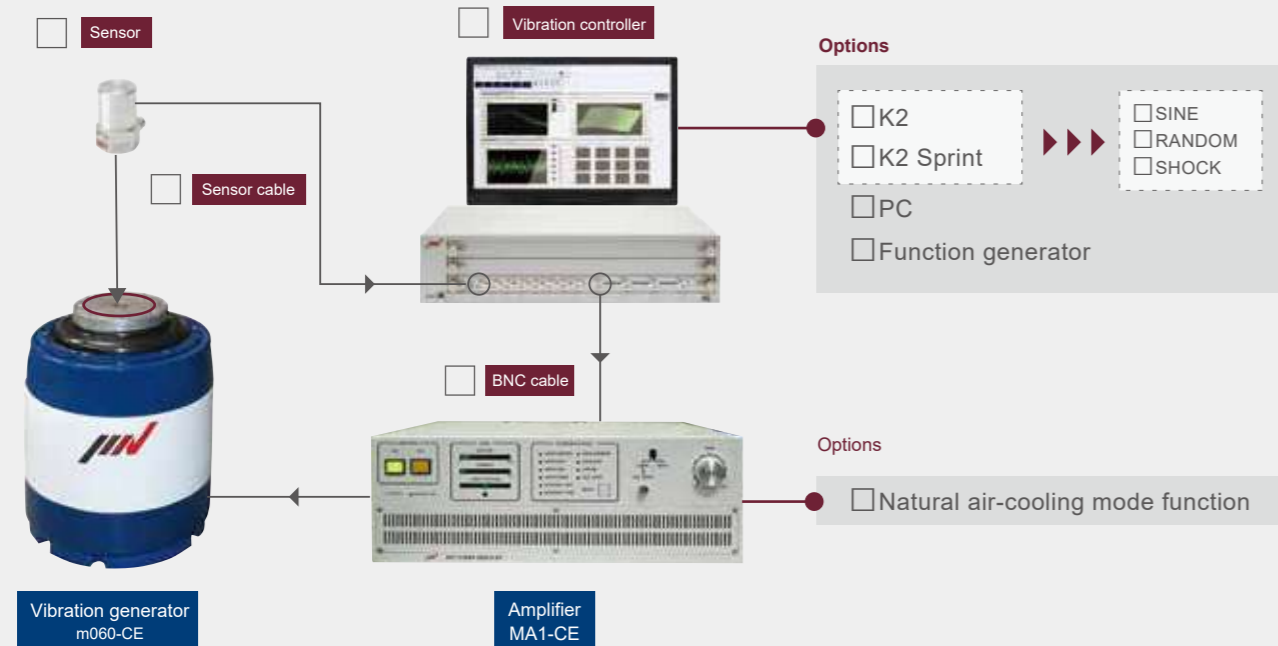 Sensor
Vibration controller
Options
☐K2
☐K2 Sprint
☐SINE
☐RANDOM
☐SHOCK
Sensor cable
☐PC
☐Function generator
BNC cable
Options
☐Natural air-cooling mode function
Vibration generator
m060-CE
Amplifier
MA1-CE